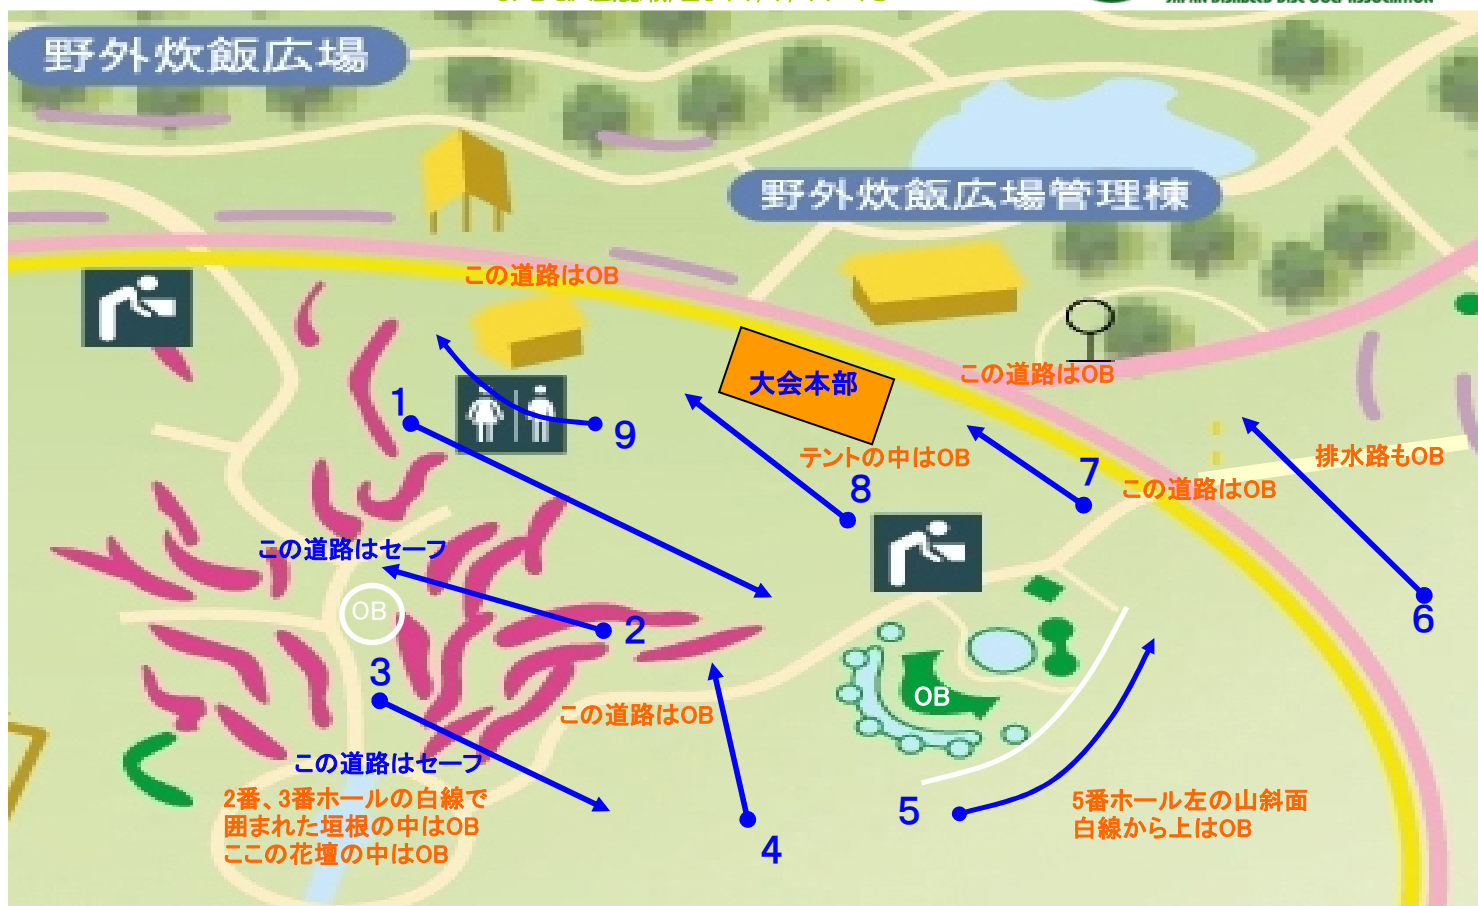 JAPAN DISABLED DISC GOLF ASSOCIATION
野外炊飯広場
野外炊飯広場管理棟
この道路はOB
大会本部
この道路はOB
1
9
テントの中はOB
7
排水路もOB
8
この道路はOB
この道路はセーフ
OB
2
6
3
OB
この道路はOB
この道路はセーフ
2番、3番ホールの白線で
囲まれた垣根の中はOB
ここの花壇の中はOB
4
5
5番ホール左の山斜面
白線から上はOB